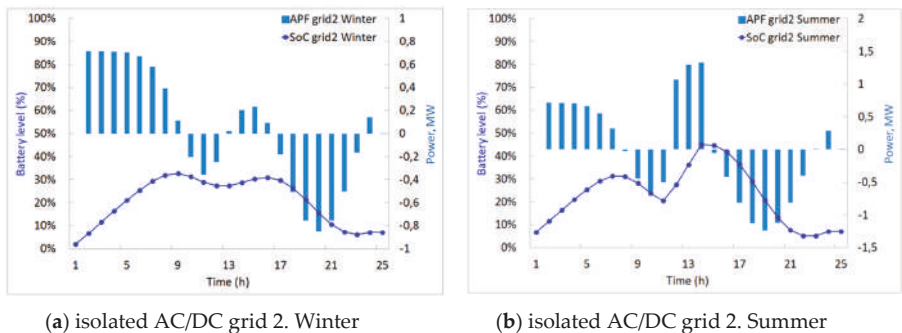 APF grid2 Winter
SoC grid2 Winter
Battery level (%)
100%
90%
80%
70%
60%
50%
40%
30%
20%
10%
0%
1
0,8
0,6
0,4
0,2
0
-0,2
-0,4
-0,6
-0,8
-1
Power, MW
1 5 9 13 17 21 25
Time (h)
(a) isolated AC/DC grid 2. Winter
APF grid2 Summer
SoC grid2 Summer
Battery level (%)
100%
90%
80%
70%
60%
50%
40%
30%
20%
10%
0%
2
1,5
1
0,5
0
-0,5
-1
-1,5
Power, MW
1 5 9 13 17 21 25
Time (h)
(b) isolated AC/DC grid 2. Summer